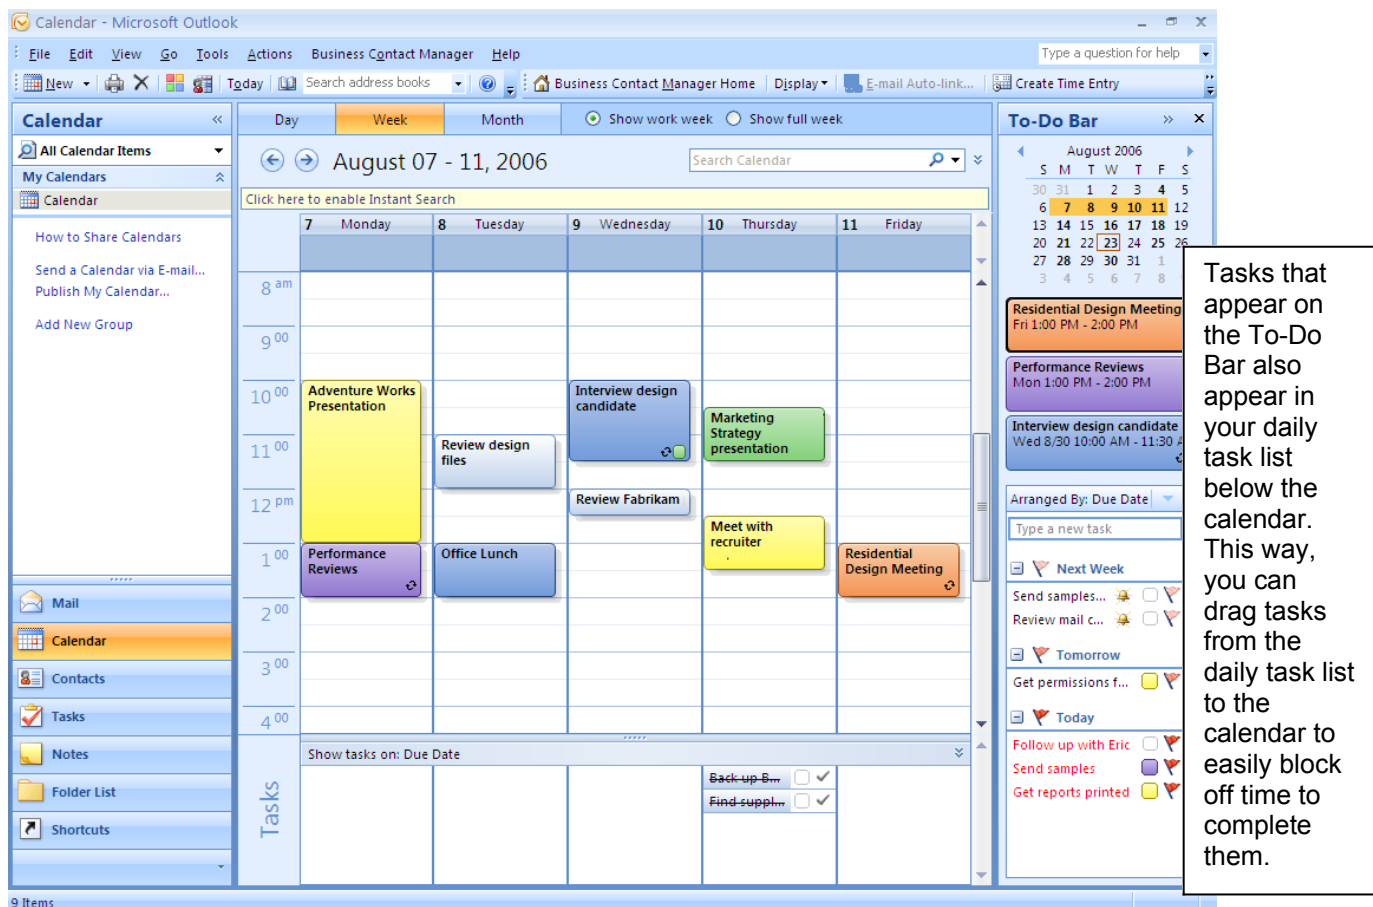 Calendar - Microsoft Outlook
File Edit View Go Tools Actions Business Contact Manager Help
Type a question for help
New Today Search address books Business Contact Manager Home Display E-mail Auto-link... Create Time Entry
Calendar «
All Calendar Items
My Calendars
Calendar
How to Share Calendars
Send a Calendar via E-mail...
Publish My Calendar...
Add New Group
Mail
Calendar
Contacts
Tasks
Notes
Folder List
Shortcuts
9 Items
Day Week Month Show work week Show full week
August 07 - 11, 2006
Search Calendar
Click here to enable Instant Search
7 Monday 8 Tuesday 9 Wednesday 10 Thursday 11 Friday
8 am
9 00
10 00
11 00
12 pm
1 00
2 00
3 00
4 00
Adventure Works
Presentation
Performance
Reviews
Review design
files
Office Lunch
Interview design
candidate
Review Fabrikam
Marketing
Strategy
presentation
Meet with
recruiter
Residential
Design Meeting
Tasks
Show tasks on: Due Date
Back up B...
Find suppl...
To-Do Bar »
August 2006
S M T W T F S
30 31 1 2 3 4 5
6 7 8 9 10 11 12
13 14 15 16 17 18 19
20 21 22 23 24 25 26
27 28 29 30 31 1
3 4 5 6 7 8
Residential Design Meeting
Fri 1:00 PM - 2:00 PM
Performance Reviews
Mon 1:00 PM - 2:00 PM
Interview design candidate
Wed 8/30 10:00 AM - 11:30 A
Arranged By: Due Date
Type a new task
Next Week
Send samples...
Review mail c...
Tomorrow
Get permissions f...
Today
Follow up with Eric
Send samples
Get reports printed
Tasks that
appear on
the To-Do
Bar also
appear in
your daily
task list
below the
calendar.
This way,
you can
drag tasks
from the
daily task list
to the
calendar to
easily block
off time to
complete
them.